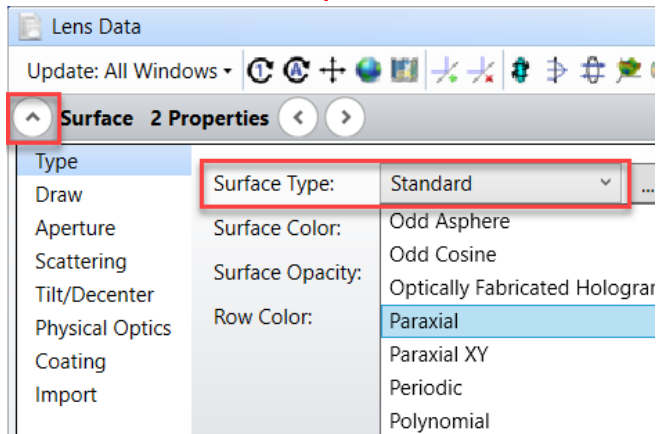 Lens Data
Update: All Windows
Surface 2 Properties
Type
Draw
Aperture
Scattering
Tilt/Decenter
Physical Optics
Coating
Import
Surface Type: Standard ...
Surface Color:
Surface Opacity:
Row Color:
Odd Asphere
Odd Cosine
Optically Fabricated Hologra
Paraxial
Paraxial XY
Periodic
Polynomial